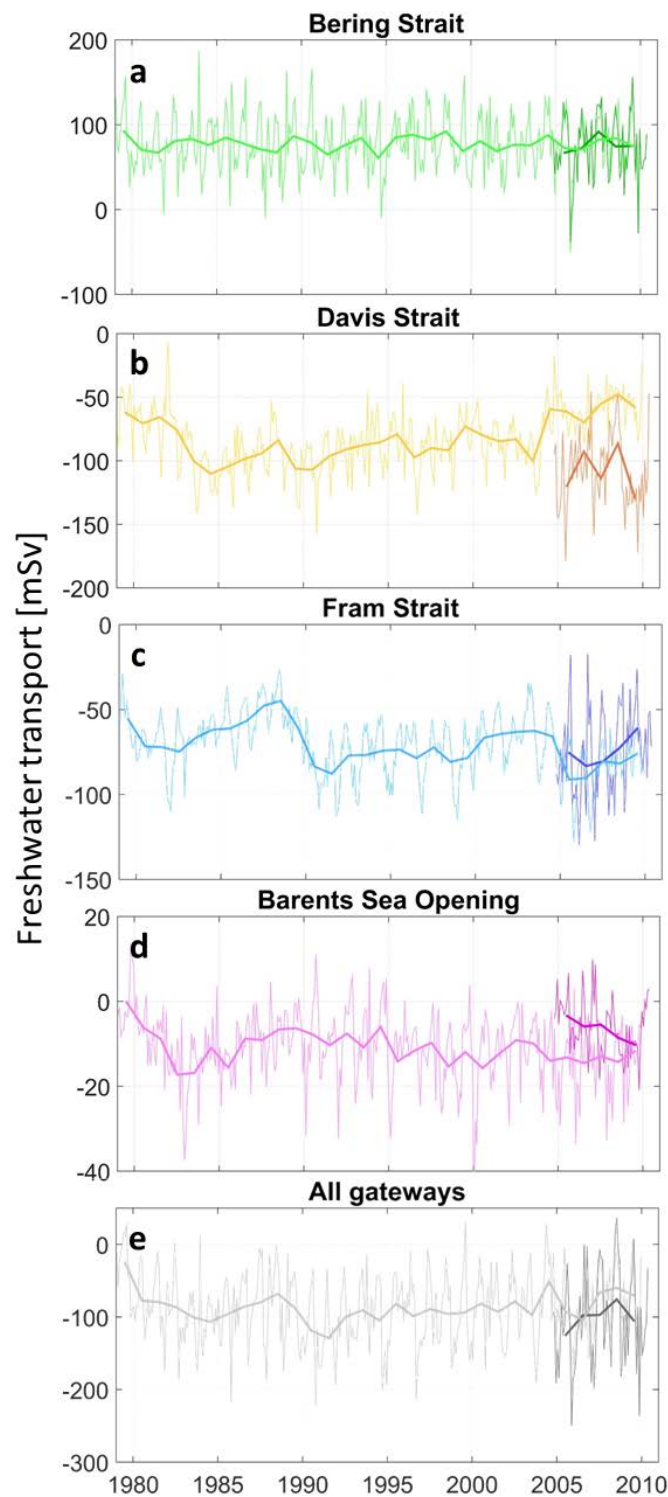 Freshwater transport [mSv]
Bering Strait
a
200
100
0
-100
Davis Strait
b
0
-50
-100
-150
-200
Fram Strait
c
0
-50
-100
-150
Barents Sea Opening
d
20
0
-20
-40
All gateways
e
0
-100
-200
-300
1980 1985 1990 1995 2000 2005 2010